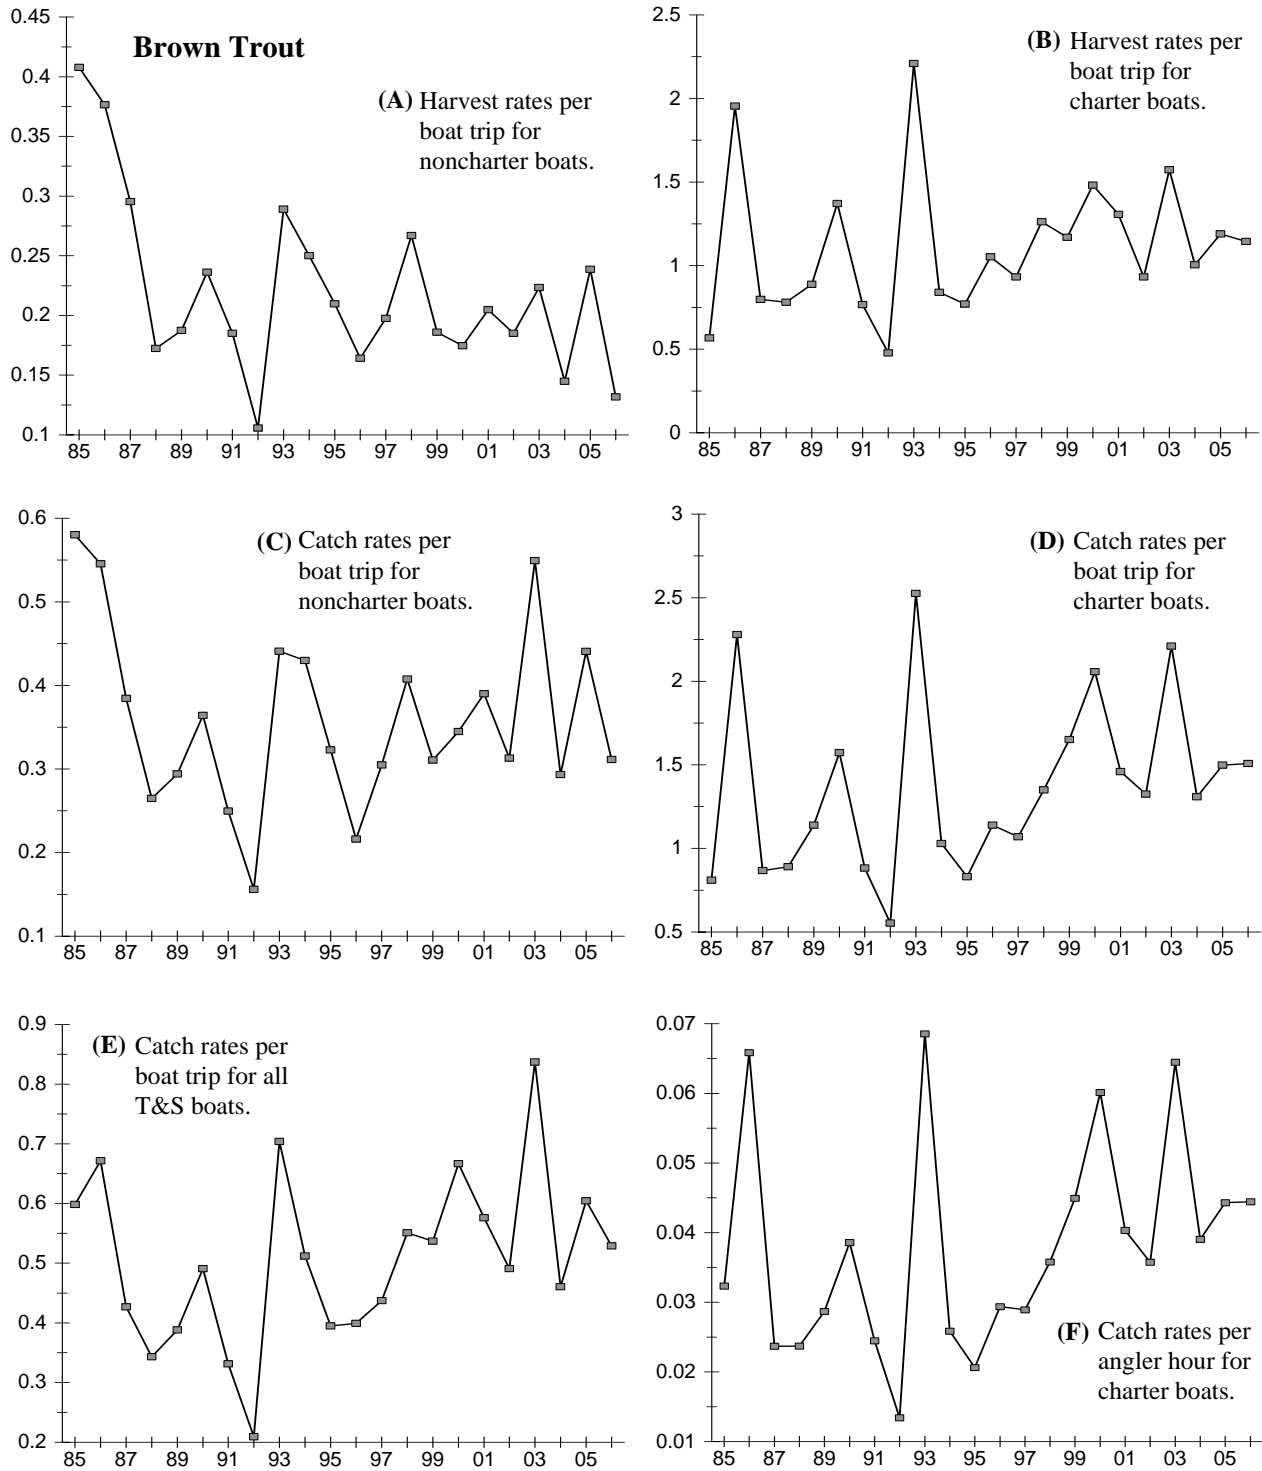 Brown Trout
(A) Harvest rates per
boat trip for
noncharter boats.
0.45
0.4
0.35
0.3
0.25
0.2
0.15
0.1
85 87 89 91 93 95 97 99 01 03 05
(B) Harvest rates per
boat trip for
charter boats.
2.5
2
1.5
1
0.5
0
85 87 89 91 93 95 97 99 01 03 05
(C) Catch rates per
boat trip for
noncharter boats.
0.6
0.5
0.4
0.3
0.2
0.1
85 87 89 91 93 95 97 99 01 03 05
(D) Catch rates per
boat trip for
charter boats.
3
2.5
2
1.5
1
0.5
85 87 89 91 93 95 97 99 01 03 05
(E) Catch rates per
boat trip for all
T&S boats.
0.9
0.8
0.7
0.6
0.5
0.4
0.3
0.2
85 87 89 91 93 95 97 99 01 03 05
0.07
0.06
0.05
0.04
0.03
0.02
0.01
(F) Catch rates per
angler hour for
charter boats.
85 87 89 91 93 95 97 99 01 03 05